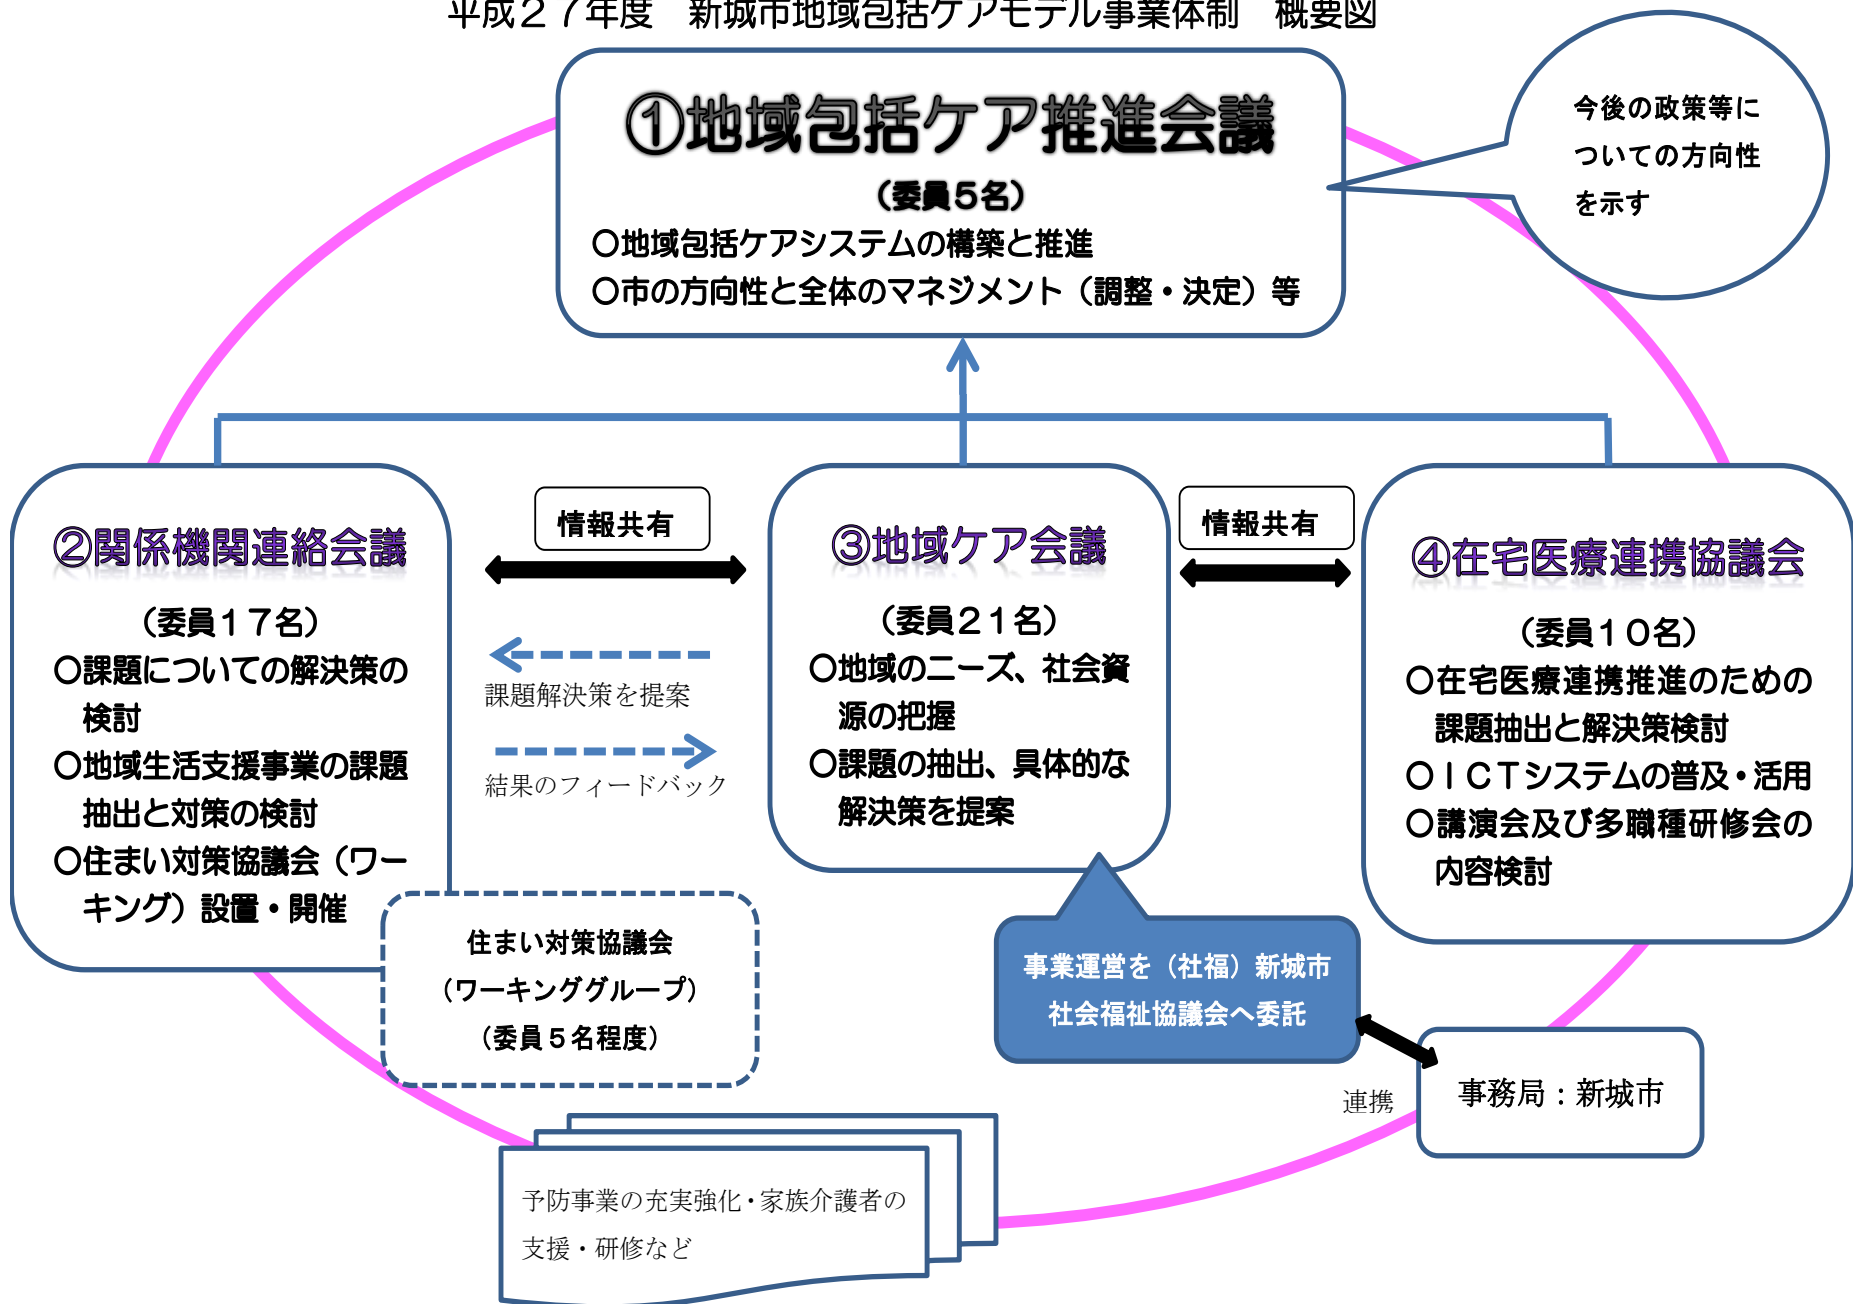 平成２７年度　新城市地域包括ケアモデル事業体制　概要図
①地域包括ケア推進会議
（委員５名）
○地域包括ケアシステムの構築と推進
○市の方向性と全体のマネジメント（調整・決定）等
今後の政策等に
ついての方向性
を示す
②関係機関連絡会議
（委員１７名）
○課題についての解決策の
検討
○地域生活支援事業の課題
抽出と対策の検討
○住まい対策協議会（ワー
キング）設置・開催
情報共有
課題解決策を提案
結果のフィードバック
③地域ケア会議
（委員２１名）
○地域のニーズ、社会資
源の把握
○課題の抽出、具体的な
解決策を提案
情報共有
④在宅医療連携協議会
（委員１０名）
○在宅医療連携推進のための
課題抽出と解決策検討
○ＩＣＴシステムの普及・活用
○講演会及び多職種研修会の
内容検討
住まい対策協議会
（ワーキンググループ）
（委員５名程度）
事業運営を（社福）新城市
社会福祉協議会へ委託
連携
事務局：新城市
予防事業の充実強化・家族介護者の
支援・研修など